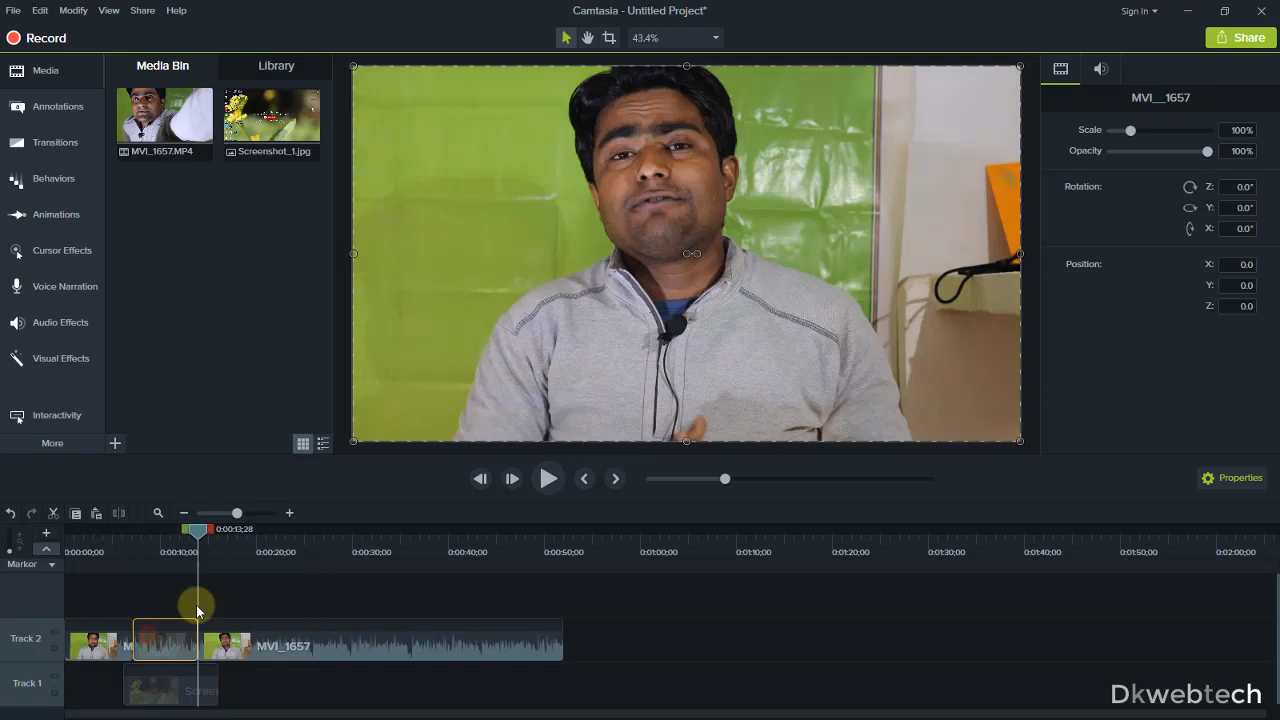 File Edit Modify View Share Help
Camtasia - Untitled Project*
Sign In
Record
43.4%
Share
Media
Annotations
Transitions
Behaviors
Animations
Cursor Effects
Voice Narration
Audio Effects
Visual Effects
Interactivity
More
Media Bin
Library
MVI_1657.MP4
Screenshot_1.jpg
MVI__1657
Scale 100%
Opacity 100%
Rotation: Z: 0.0°
Y: 0.0°
X: 0.0°
Position: X: 0.0
Y: 0.0
Z: 0.0
Properties
0:00:13;28
0:00:00;00 0:00:10;00 0:00:20;00 0:00:30;00 0:00:40;00 0:00:50;00 0:01:00;00 0:01:10;00 0:01:20;00 0:01:30;00 0:01:40;00 0:01:50;00 0:02:00;00
Marker
Track 2
M
MVI_1657
Track 1
Screen
Dkwebtech